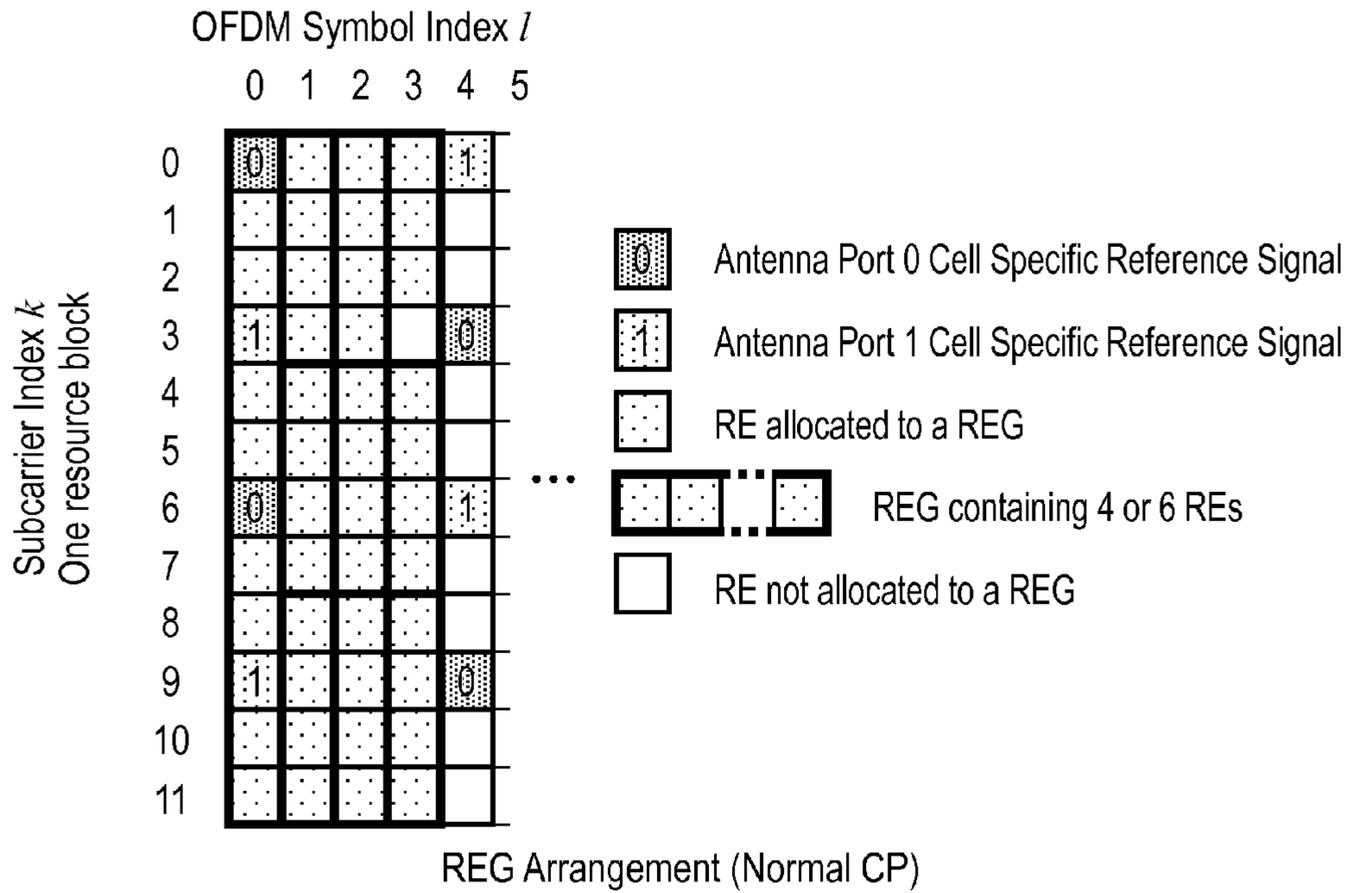 OFDM Symbol Index l
0 1 2 3 4 5
Subcarrier Index k
One resource block
0 0 1
1
2
3 1 0
4
5
6 0 1
7
8
9 1 0
10
11
...
0 Antenna Port 0 Cell Specific Reference Signal
1 Antenna Port 1 Cell Specific Reference Signal
RE allocated to a REG
REG containing 4 or 6 REs
RE not allocated to a REG
REG Arrangement (Normal CP)